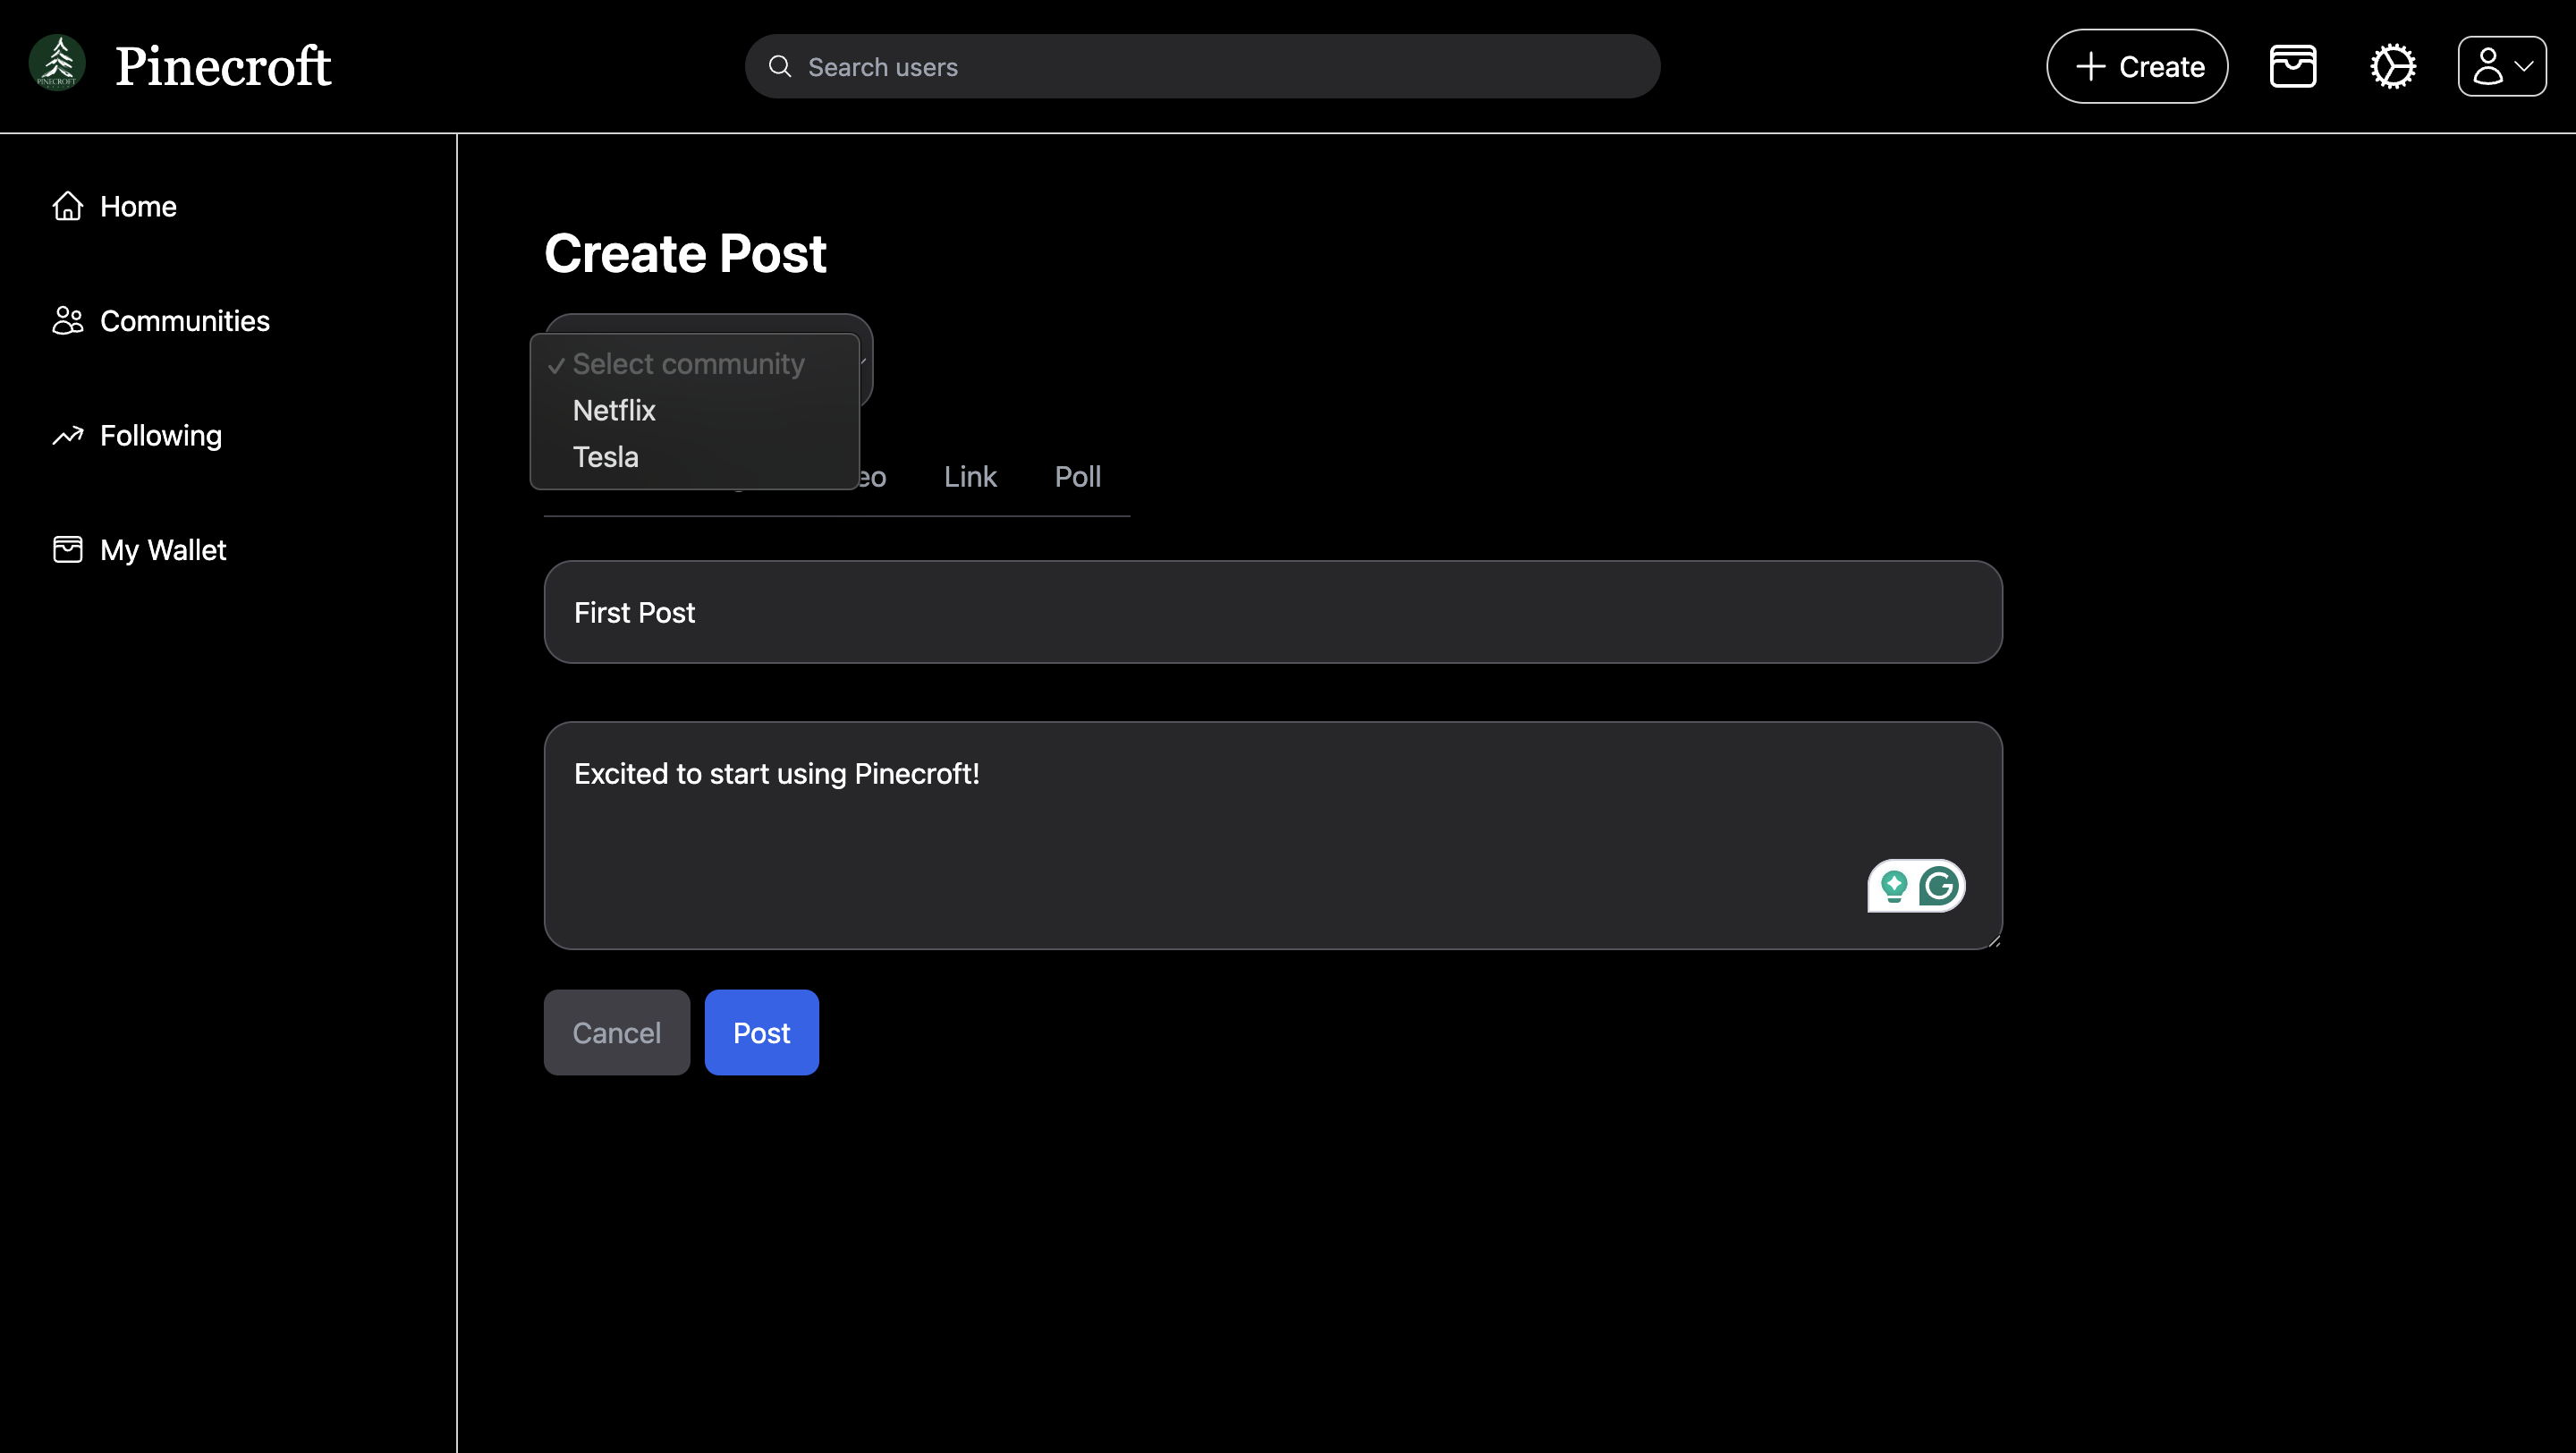 PINECROFT
Pinecroft
Search users
Create
Home
Communities
Following
My Wallet
Create Post
Select community
Netflix
Tesla
Link
Poll
First Post
Excited to start using Pinecroft!
Cancel
Post